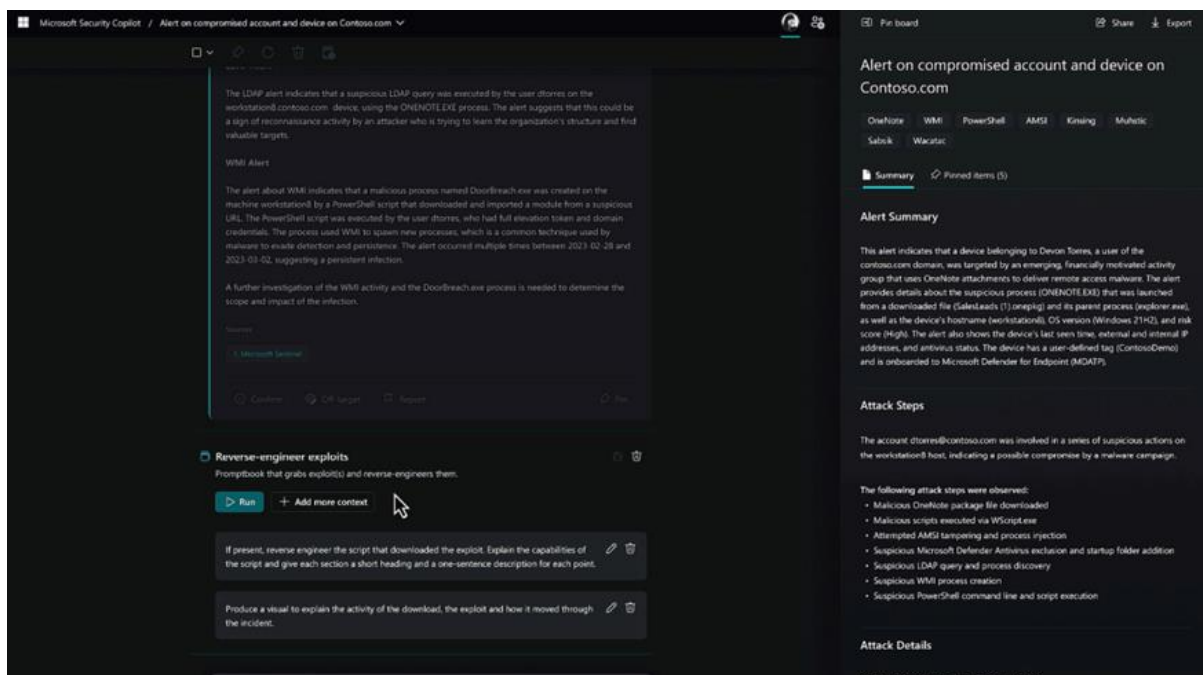 Microsoft Security Copilot / Alert on compromised account and device on Contoso.com
The LDAP alert indicates that a suspicious LDAP query was executed by the user dtorres on the
workstation8.contoso.com device, using the ONENOTE.EXE process. The alert suggests that this could be
a sign of reconnaissance activity by an attacker who is trying to learn the organization's structure and find
valuable targets.
WMI Alert
The alert about WMI indicates that a malicious process named DoorBreach.exe was created on the
machine workstation8 by a PowerShell script that downloaded and imported a module from a suspicious
URL. The PowerShell script was executed by the user dtorres, who had full elevation token and domain
credentials. The process used WMI to spawn new processes, which is a common technique used by
malware to evade detection and persistence. The alert occurred multiple times between 2023-02-28 and
2023-03-02, suggesting a persistent infection.
A further investigation of the WMI activity and the DoorBreach.exe process is needed to determine the
scope and impact of the infection.
Sources
Microsoft Sentinel
Confirm Off-target Report Pin
Reverse-engineer exploits
Promptbook that grabs exploit(s) and reverse-engineers them.
Run Add more context
If present, reverse engineer the script that downloaded the exploit. Explain the capabilities of
the script and give each section a short heading and a one-sentence description for each point.
Produce a visual to explain the activity of the download, the exploit and how it moved through
the incident.
Pin board Share Export
Alert on compromised account and device on
Contoso.com
OneNote WMI PowerShell AMSI Kinsing Muhstic
Sabsik Wacatac
Summary Pinned items (5)
Alert Summary
This alert indicates that a device belonging to Devon Torres, a user of the
contoso.com domain, was targeted by an emerging, financially motivated activity
group that uses OneNote attachments to deliver remote access malware. The alert
provides details about the suspicious process (ONENOTE.EXE) that was launched
from a downloaded file (SalesLeads (1).onepkg) and its parent process (explorer.exe),
as well as the device's hostname (workstation8), OS version (Windows 21H2), and risk
score (High). The alert also shows the device's last seen time, external and internal IP
addresses, and antivirus status. The device has a user-defined tag (ContosoDemo)
and is onboarded to Microsoft Defender for Endpoint (MDATP).
Attack Steps
The account dtorres@contoso.com was involved in a series of suspicious actions on
the workstation8 host, indicating a possible compromise by a malware campaign.
The following attack steps were observed:
• Malicious OneNote package file downloaded
• Malicious scripts executed via WScript.exe
• Attempted AMSI tampering and process injection
• Suspicious Microsoft Defender Antivirus exclusion and startup folder addition
• Suspicious LDAP query and process discovery
• Suspicious WMI process creation
• Suspicious PowerShell command line and script execution
Attack Details